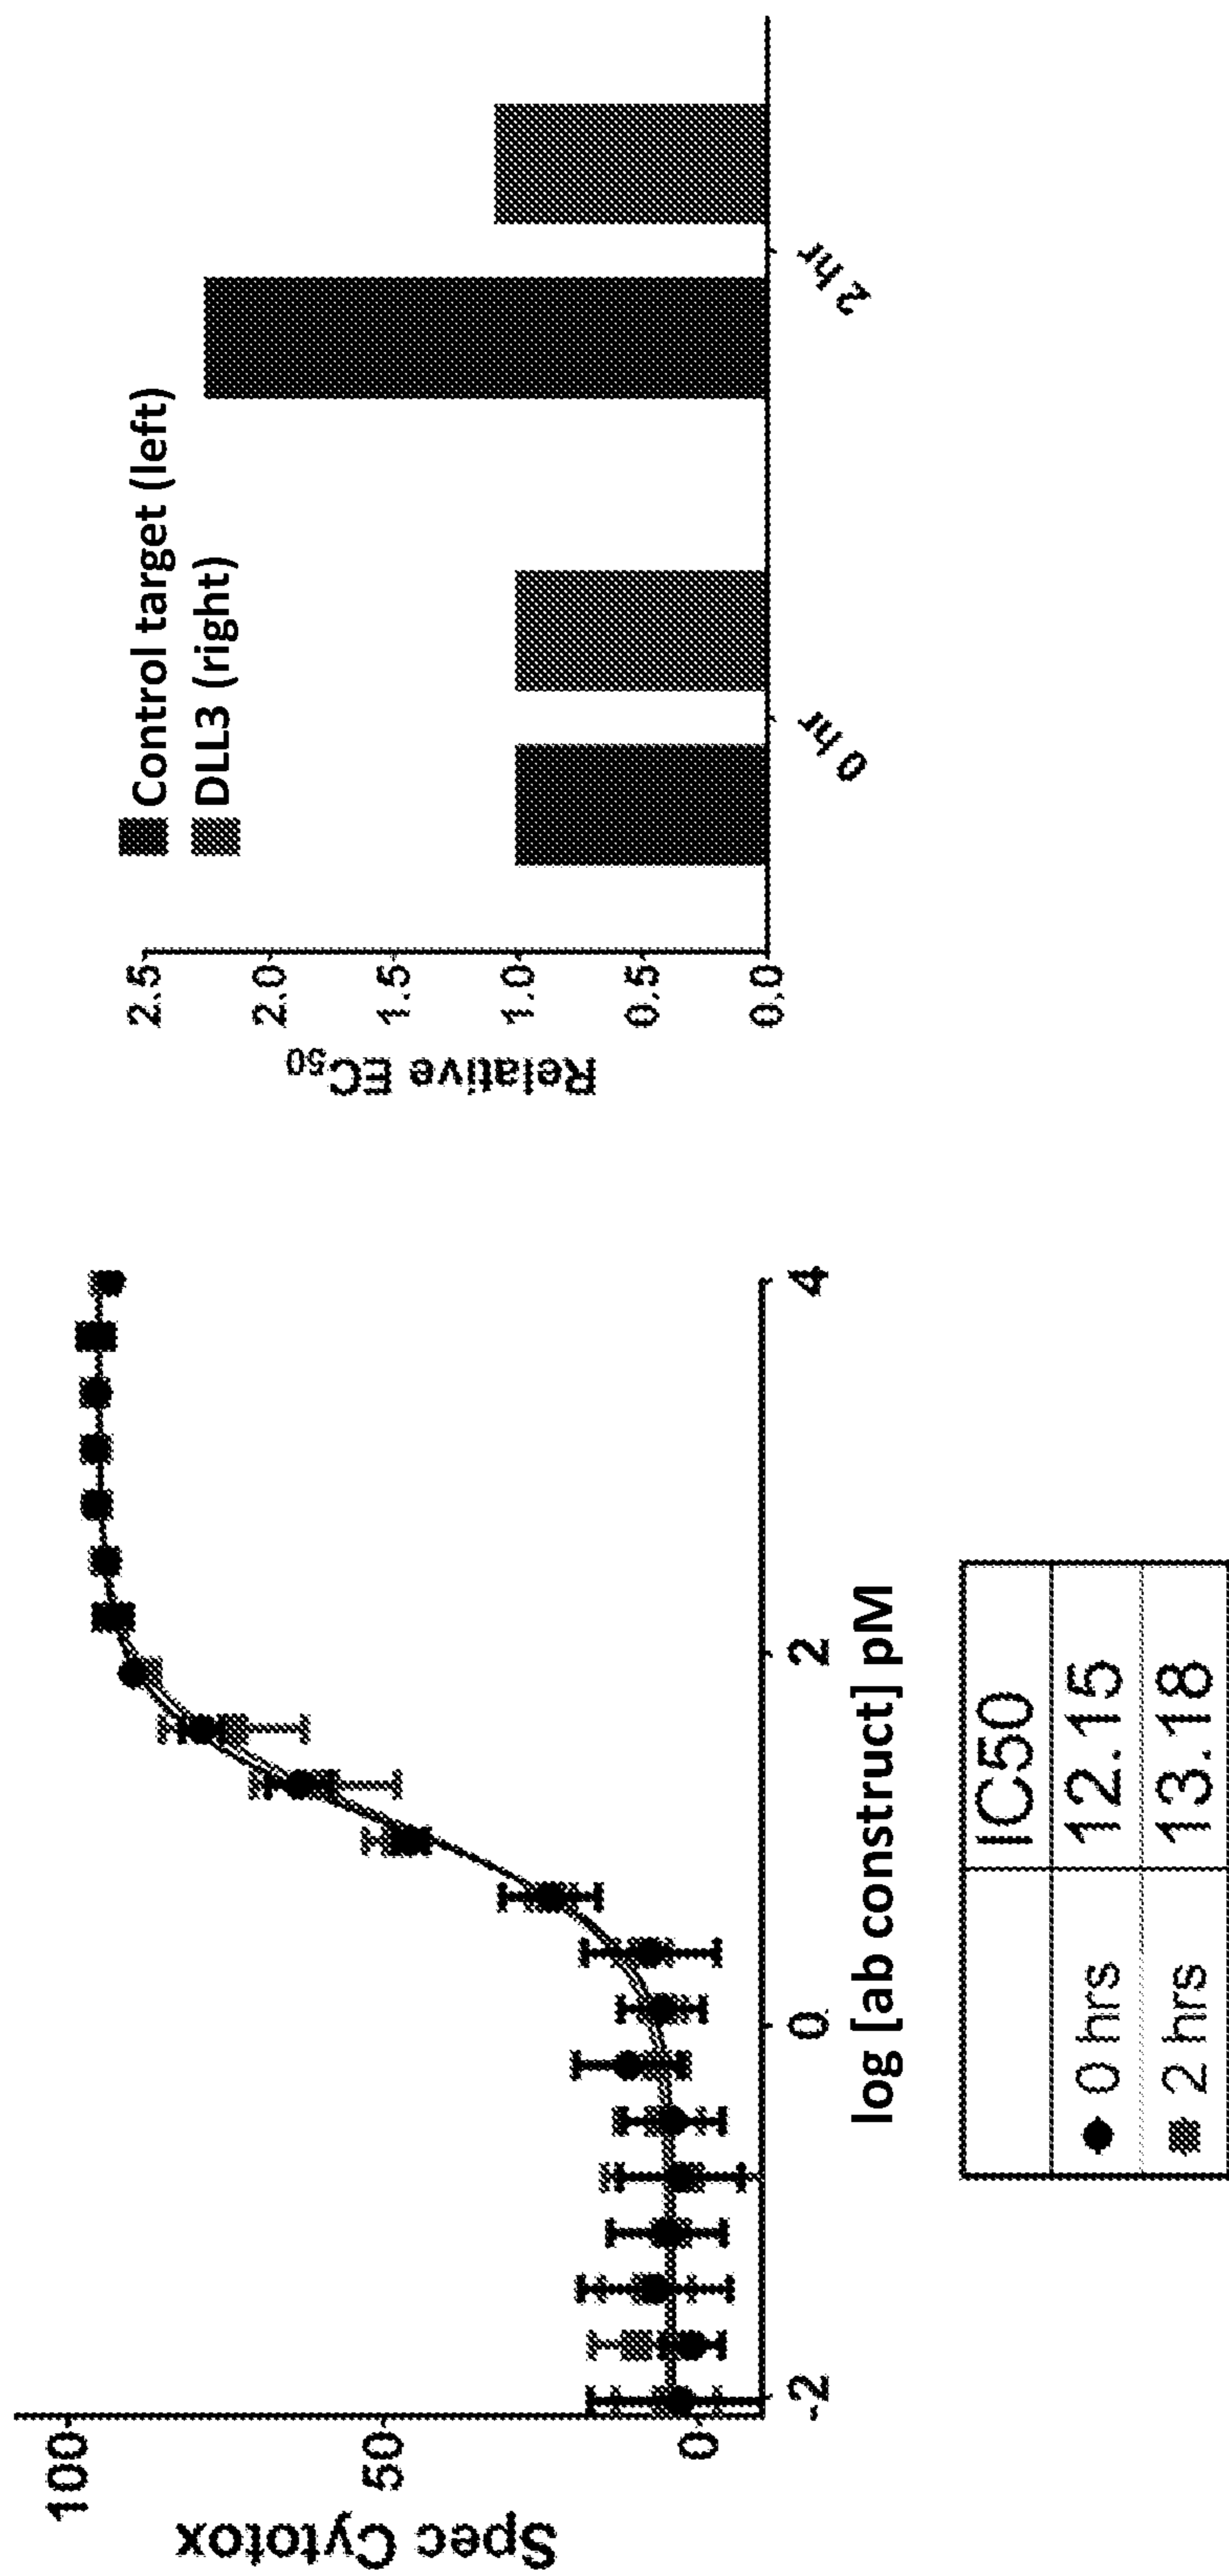 Spec Cytotox
100
50
0
-2
0
2
4
log [ab construct] pM
IC50
0 hrs
12.15
2 hrs
13.18
Relative EC50
2.5
2.0
1.5
1.0
0.5
0.0
Control target (left)
DLL3 (right)
0 hr
2 hr